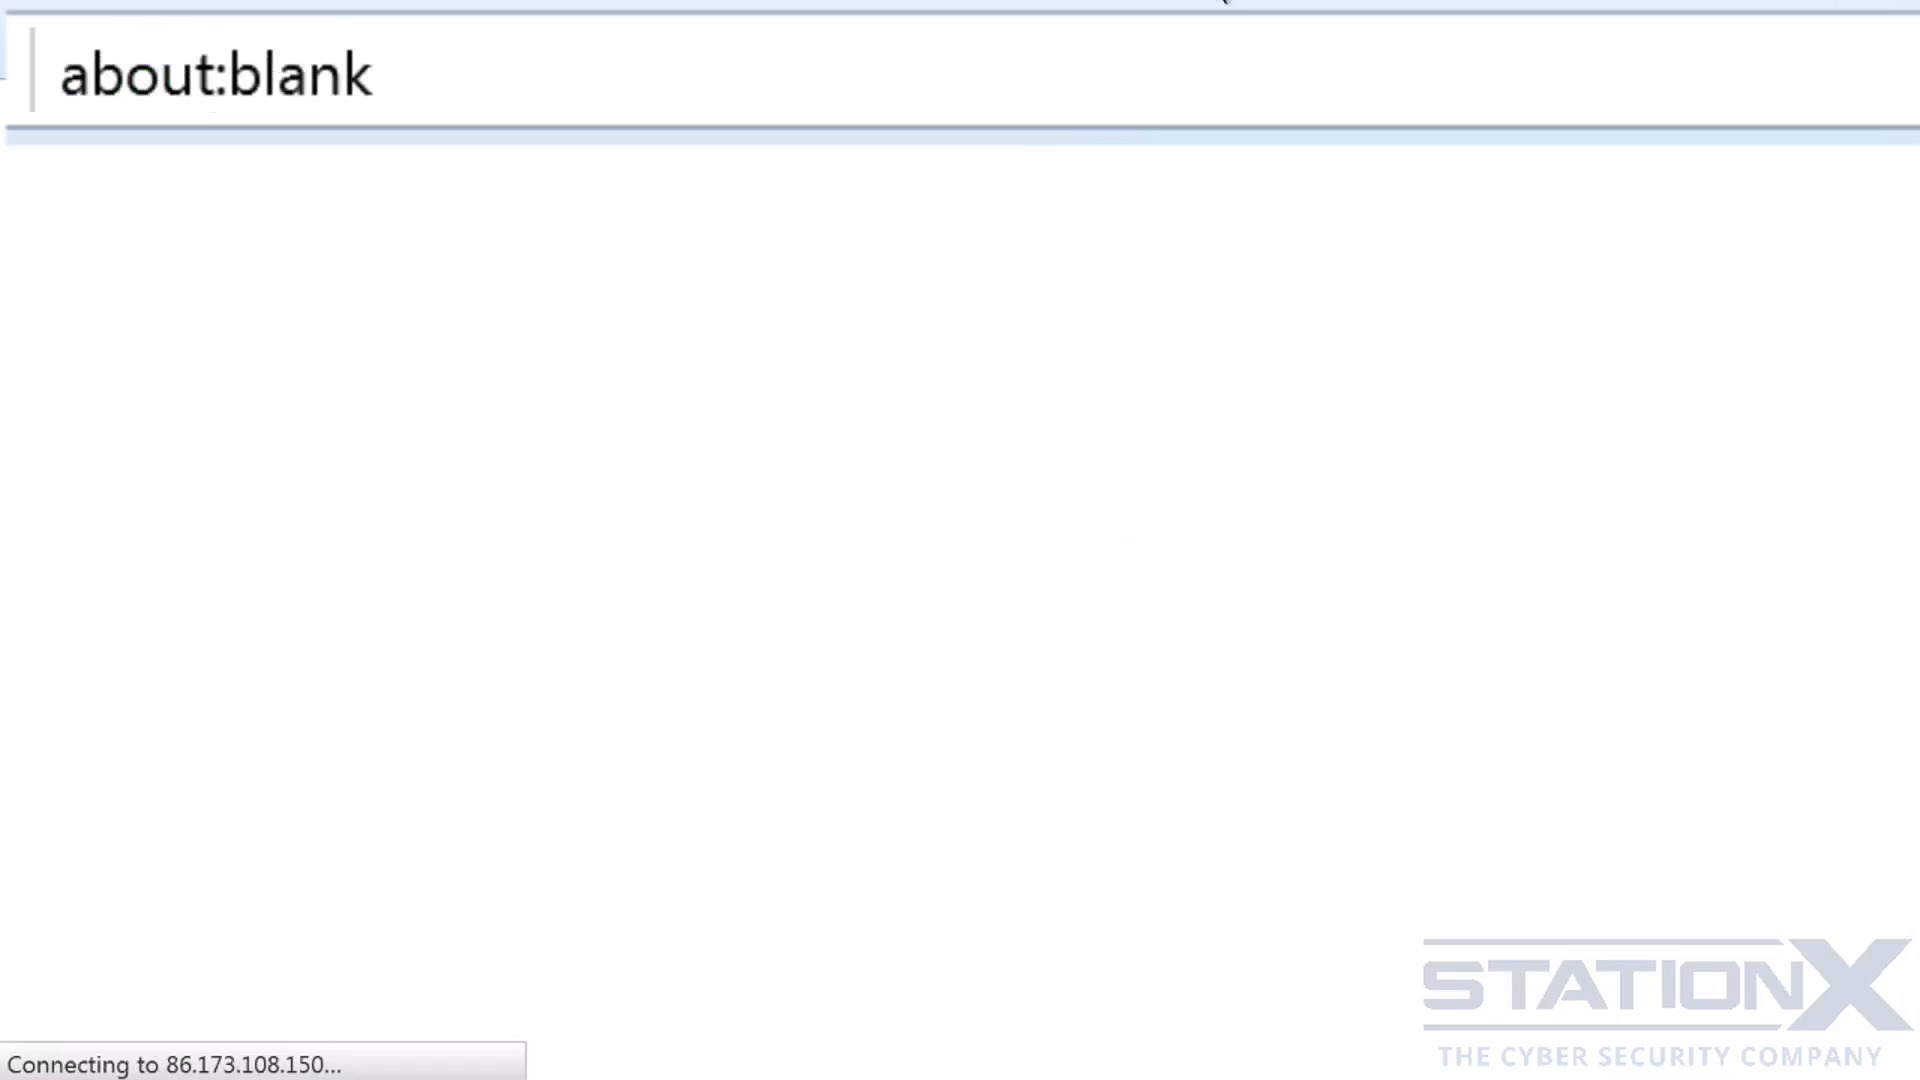 about:blank
STATIONX
THE CYBER SECURITY COMPANY
Connecting to 86.173.108.150...